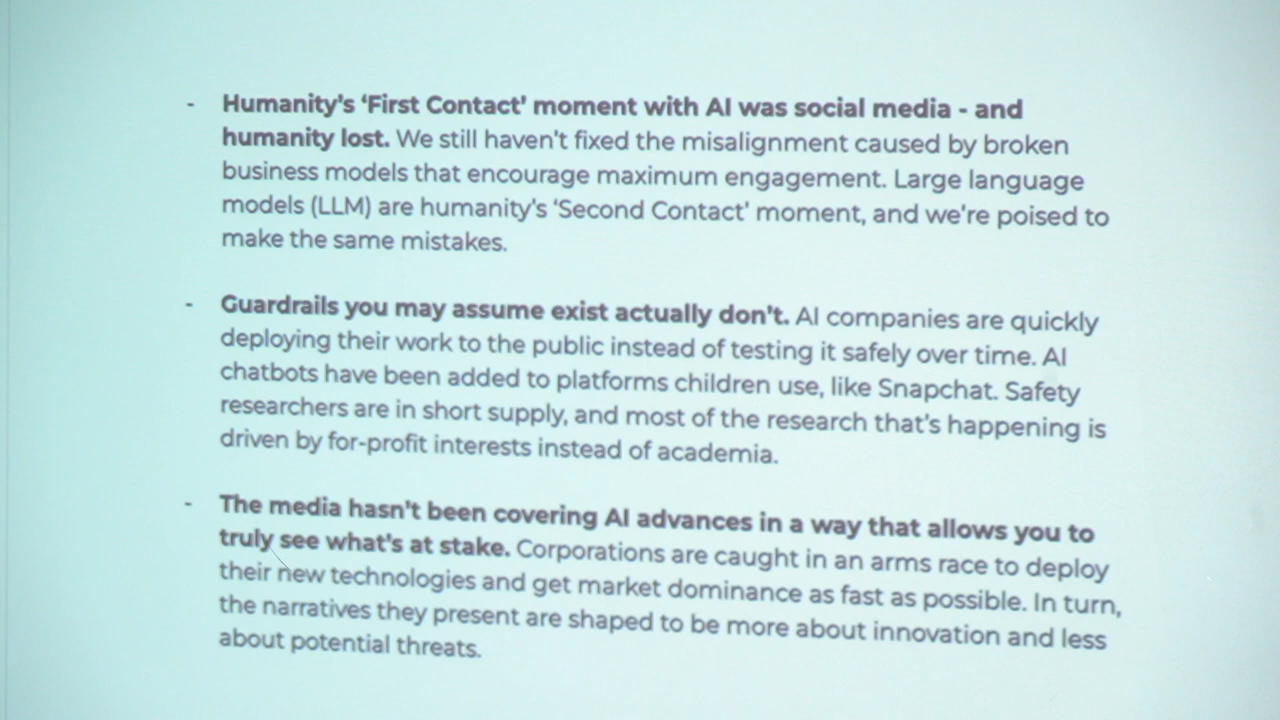 - Humanity's ‘First Contact’ moment with AI was social media - and
humanity lost. We still haven't fixed the misalignment caused by broken
business models that encourage maximum engagement. Large language
models (LLM) are humanity's ‘Second Contact’ moment, and we're poised to
make the same mistakes.
- Guardrails you may assume exist actually don't. AI companies are quickly
deploying their work to the public instead of testing it safely over time. AI
chatbots have been added to platforms children use, like Snapchat. Safety
researchers are in short supply, and most of the research that's happening is
driven by for-profit interests instead of academia.
- The media hasn't been covering AI advances in a way that allows you to
truly see what's at stake. Corporations are caught in an arms race to deploy
their new technologies and get market dominance as fast as possible. In turn,
the narratives they present are shaped to be more about innovation and less
about potential threats.